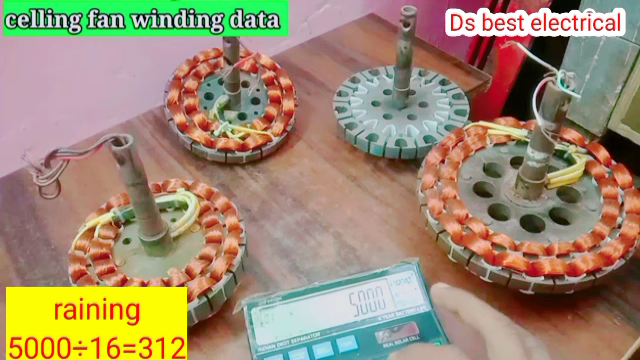 celling fan winding data
Ds best electrical
5000
raining
5000÷16=312